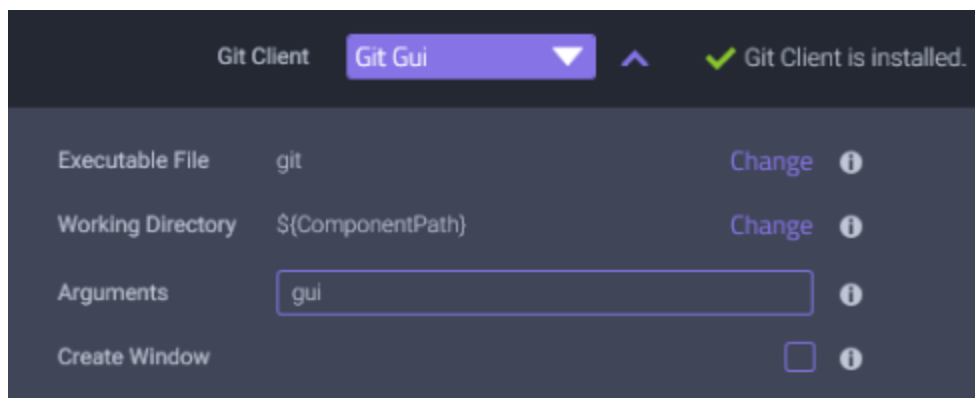 Git Client Git Gui Git Client is installed.
Executable File git Change
Working Directory ${ComponentPath} Change
Arguments gui
Create Window